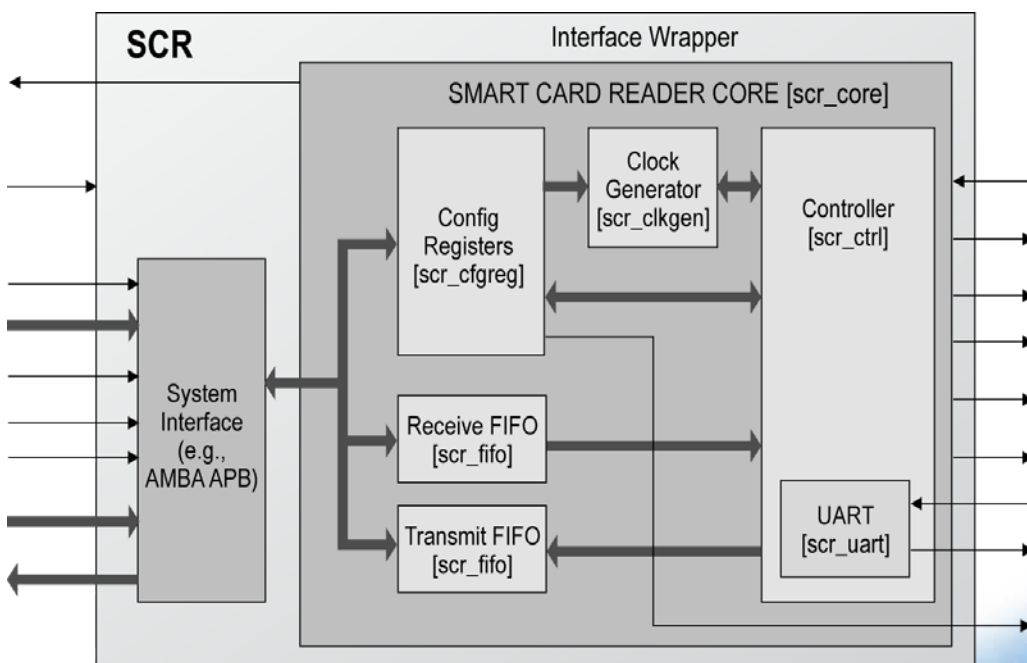 SCR
Interface Wrapper
SMART CARD READER CORE [scr_core]
Config
Registers
[scr_cfgreg]
Clock
Generator
[scr_clkgen]
Controller
[scr_ctrl]
System
Interface
(e.g.,
AMBA APB)
Receive FIFO
[scr_fifo]
Transmit FIFO
[scr_fifo]
UART
[scr_uart]